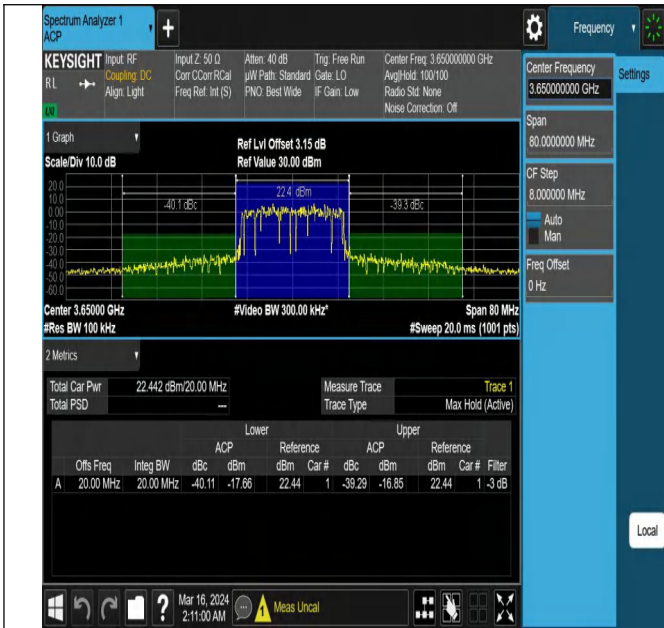 Spectrum Analyzer 1
ACP
Frequency
KEYSIGHT Input: RF Input Z: 50 Ω Atten: 40 dB Trig: Free Run Center Freq: 3.650000000 GHz
RL Coupling: DC Corr CCorr RCal µW Path: Standard Gate: LO Avg|Hold: 100/100
Align: Light Freq Ref: Int (S) PNO: Best Wide IF Gain: Low Radio Std: None
LXI Noise Correction: Off
1 Graph
Ref Lvl Offset 3.15 dB
Scale/Div 10.0 dB Ref Value 30.00 dBm
20.0
10.0
0.00
-10.0
-20.0
-30.0
-40.0
-50.0
-60.0
-40.1 dBc 22.4 dBm -39.3 dBc
Center 3.65000 GHz #Video BW 300.00 kHz* Span 80 MHz
#Res BW 100 kHz #Sweep 20.0 ms (1001 pts)
2 Metrics
Total Car Pwr 22.442 dBm/20.00 MHz Measure Trace Trace 1
Total PSD --- Trace Type Max Hold (Active)
Lower Upper
ACP Reference ACP Reference
Offs Freq Integ BW dBc dBm dBm Car # dBc dBm dBm Car # Filter
A 20.00 MHz 20.00 MHz -40.11 -17.66 22.44 1 -39.29 -16.85 22.44 1 -3 dB
Mar 16, 2024
2:11:00 AM
?
1
Meas Uncal
Center Frequency
3.650000000 GHz
Settings
Span
80.0000000 MHz
CF Step
8.000000 MHz
Auto
Man
Freq Offset
0 Hz
Local